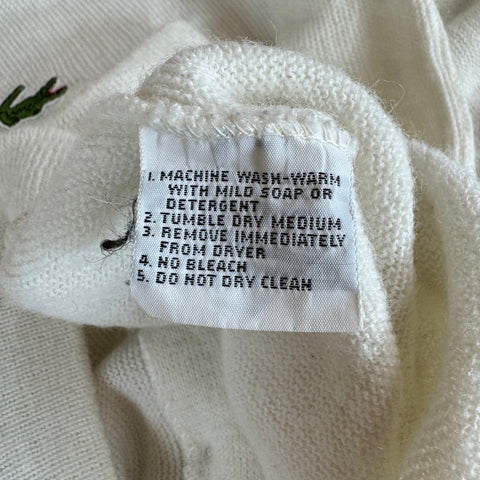 1. MACHINE WASH-WARM
WITH MILD SOAP OR
DETERGENT
2. TUMBLE DRY MEDIUM
3. REMOVE IMMEDIATELY
FROM DRYER
4. NO BLEACH
5. DO NOT DRY CLEAN